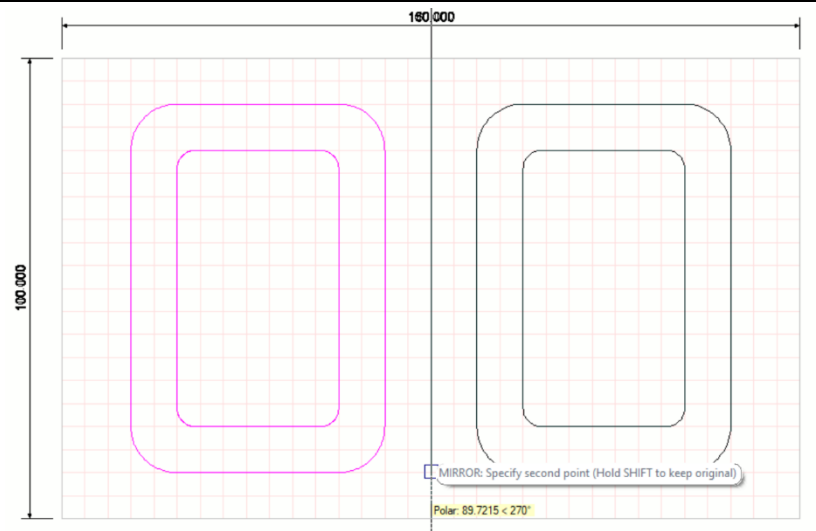 160.000
100.000
MIRROR: Specify second point (Hold SHIFT to keep original)
Polar: 89.7215 < 270°